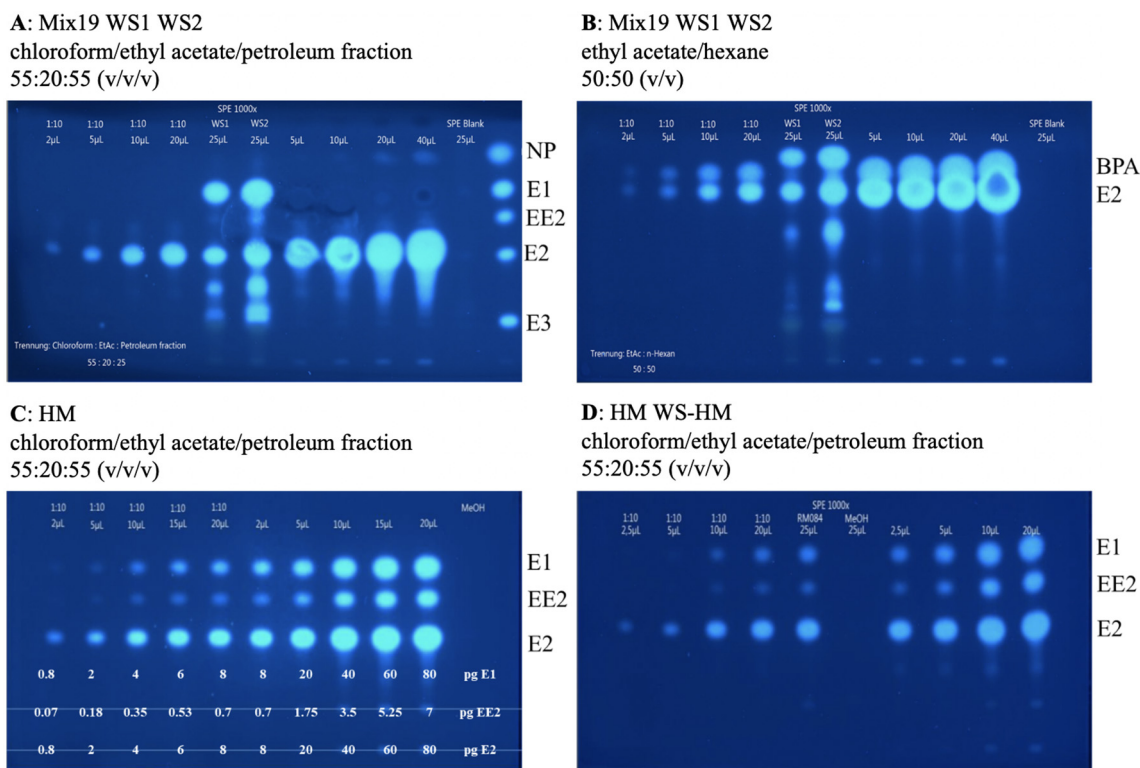 A: Mix19 WS1 WS2
chloroform/ethyl acetate/petroleum fraction
55:20:55 (v/v/v)
SPE 1000x
1:10 1:10 1:10 1:10 WS1 WS2 SPE Blank
2µL 5µL 10µL 20µL 25µL 25µL 5µL 10µL 20µL 40µL 25µL
NP
E1
EE2
E2
E3
Trennung: Chloroform : EtAc : Petroleum fraction
55 : 20 : 25
B: Mix19 WS1 WS2
ethyl acetate/hexane
50:50 (v/v)
SPE 1000x
1:10 1:10 1:10 1:10 WS1 WS2 SPE Blank
2µL 5µL 10µL 20µL 25µL 25µL 5µL 10µL 20µL 40µL 25µL
BPA
E2
Trennung: EtAc : n-Hexan
50 : 50
C: HM
chloroform/ethyl acetate/petroleum fraction
55:20:55 (v/v/v)
1:10 1:10 1:10 1:10 1:10 MeOH
2µL 5µL 10µL 15µL 20µL 2µL 5µL 10µL 15µL 20µL
E1
EE2
E2
0.8 2 4 6 8 8 20 40 60 80 pg E1
0.07 0.18 0.35 0.53 0.7 0.7 1.75 3.5 5.25 7 pg EE2
0.8 2 4 6 8 8 20 40 60 80 pg E2
D: HM WS-HM
chloroform/ethyl acetate/petroleum fraction
55:20:55 (v/v/v)
SPE 1000x
1:10 1:10 1:10 1:10 RM084 MeOH
2,5µL 5µL 10µL 20µL 25µL 25µL 2,5µL 5µL 10µL 20µL
E1
EE2
E2